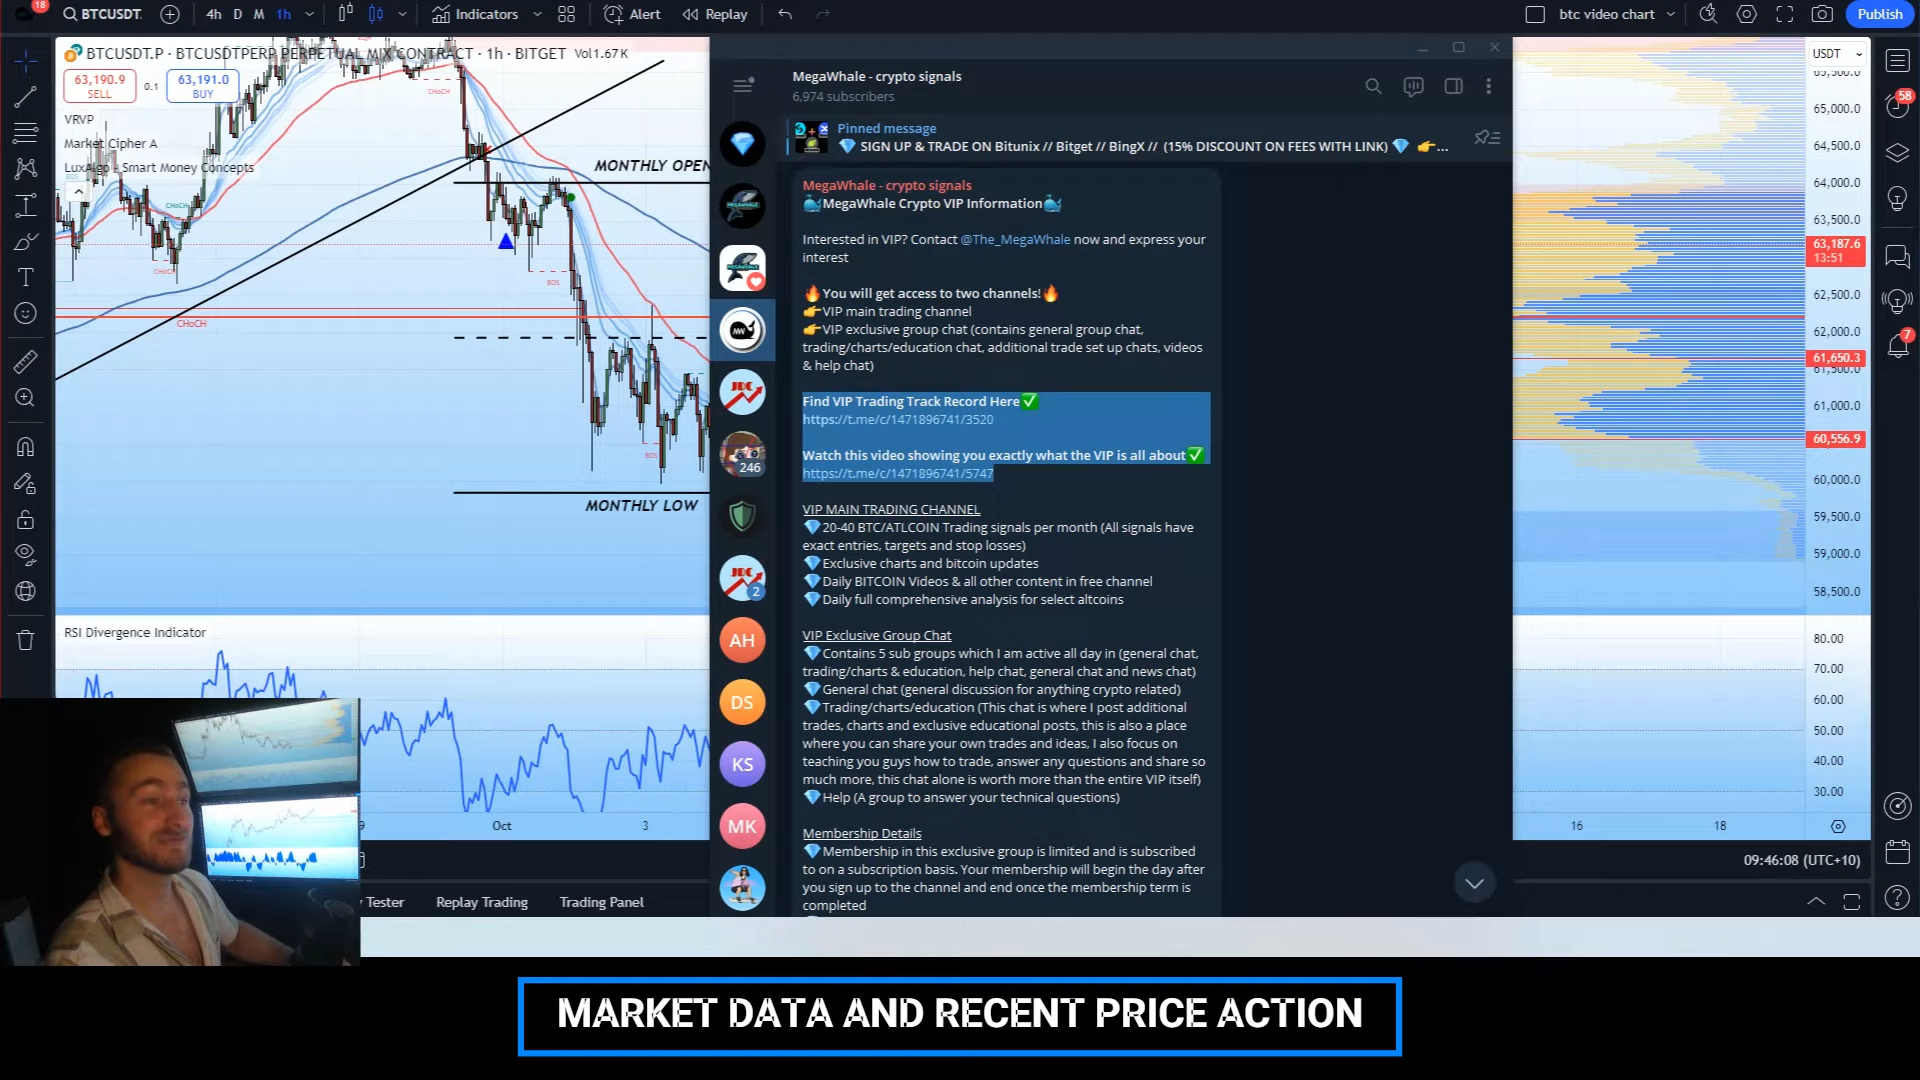 18
BTCUSDT.
4h D M 1h
Indicators
Alert
Replay
btc video chart
Publish
BTCUSDT.P · BTCUSDTPERP PERPETUAL MIX CONTRACT · 1h · BITGET Vol1.67 K
63,190.9
SELL
0.1
63,191.0
BUY
VRVP
Market Cipher A
LuxAlgo - Smart Money Concepts
CHoCH
CHoCH
CHoCH
CHoCH
BOS
BOS
MONTHLY OPEN
MONTHLY LOW
RSI Divergence Indicator
Oct
3
Tester
Replay Trading
Trading Panel
MegaWhale - crypto signals
6,974 subscribers
Pinned message
💎 SIGN UP & TRADE ON Bitunix // Bitget // BingX // (15% DISCOUNT ON FEES WITH LINK) 💎 👉...
MegaWhale - crypto signals
🐳MegaWhale Crypto VIP Information🐳
Interested in VIP? Contact @The_MegaWhale now and express your
interest
🔥You will get access to two channels!🔥
👉VIP main trading channel
👉VIP exclusive group chat (contains general group chat,
trading/charts/education chat, additional trade set up chats, videos
& help chat)
Find VIP Trading Track Record Here✅
https://t.me/c/1471896741/3520
Watch this video showing you exactly what the VIP is all about✅
https://t.me/c/1471896741/5747
VIP MAIN TRADING CHANNEL
💎20-40 BTC/ATLCOIN Trading signals per month (All signals have
exact entries, targets and stop losses)
💎Exclusive charts and bitcoin updates
💎Daily BITCOIN Videos & all other content in free channel
💎Daily full comprehensive analysis for select altcoins
VIP Exclusive Group Chat
💎Contains 5 sub groups which I am active all day in (general chat,
trading/charts & education, help chat, general chat and news chat)
💎General chat (general discussion for anything crypto related)
💎Trading/charts/education (This chat is where I post additional
trades, charts and exclusive educational posts, this is also a place
where you can share your own trades and ideas, I also focus on
teaching you guys how to trade, answer any questions and share so
much more, this chat alone is worth more than the entire VIP itself)
💎Help (A group to answer your technical questions)
Membership Details
💎Membership in this exclusive group is limited and is subscribed
to on a subscription basis. Your membership will begin the day after
you sign up to the channel and end once the membership term is
completed
MEGAWHALE
MW
JDC
246
JDC
2
AH
DS
KS
MK
USDT
65,000.0
64,500.0
64,000.0
63,500.0
63,187.6
13:51
62,500.0
62,000.0
61,650.3
61,000.0
60,556.9
60,000.0
59,500.0
59,000.0
58,500.0
80.00
70.00
60.00
50.00
40.00
30.00
16
18
09:46:08 (UTC+10)
58
7
MARKET DATA AND RECENT PRICE ACTION